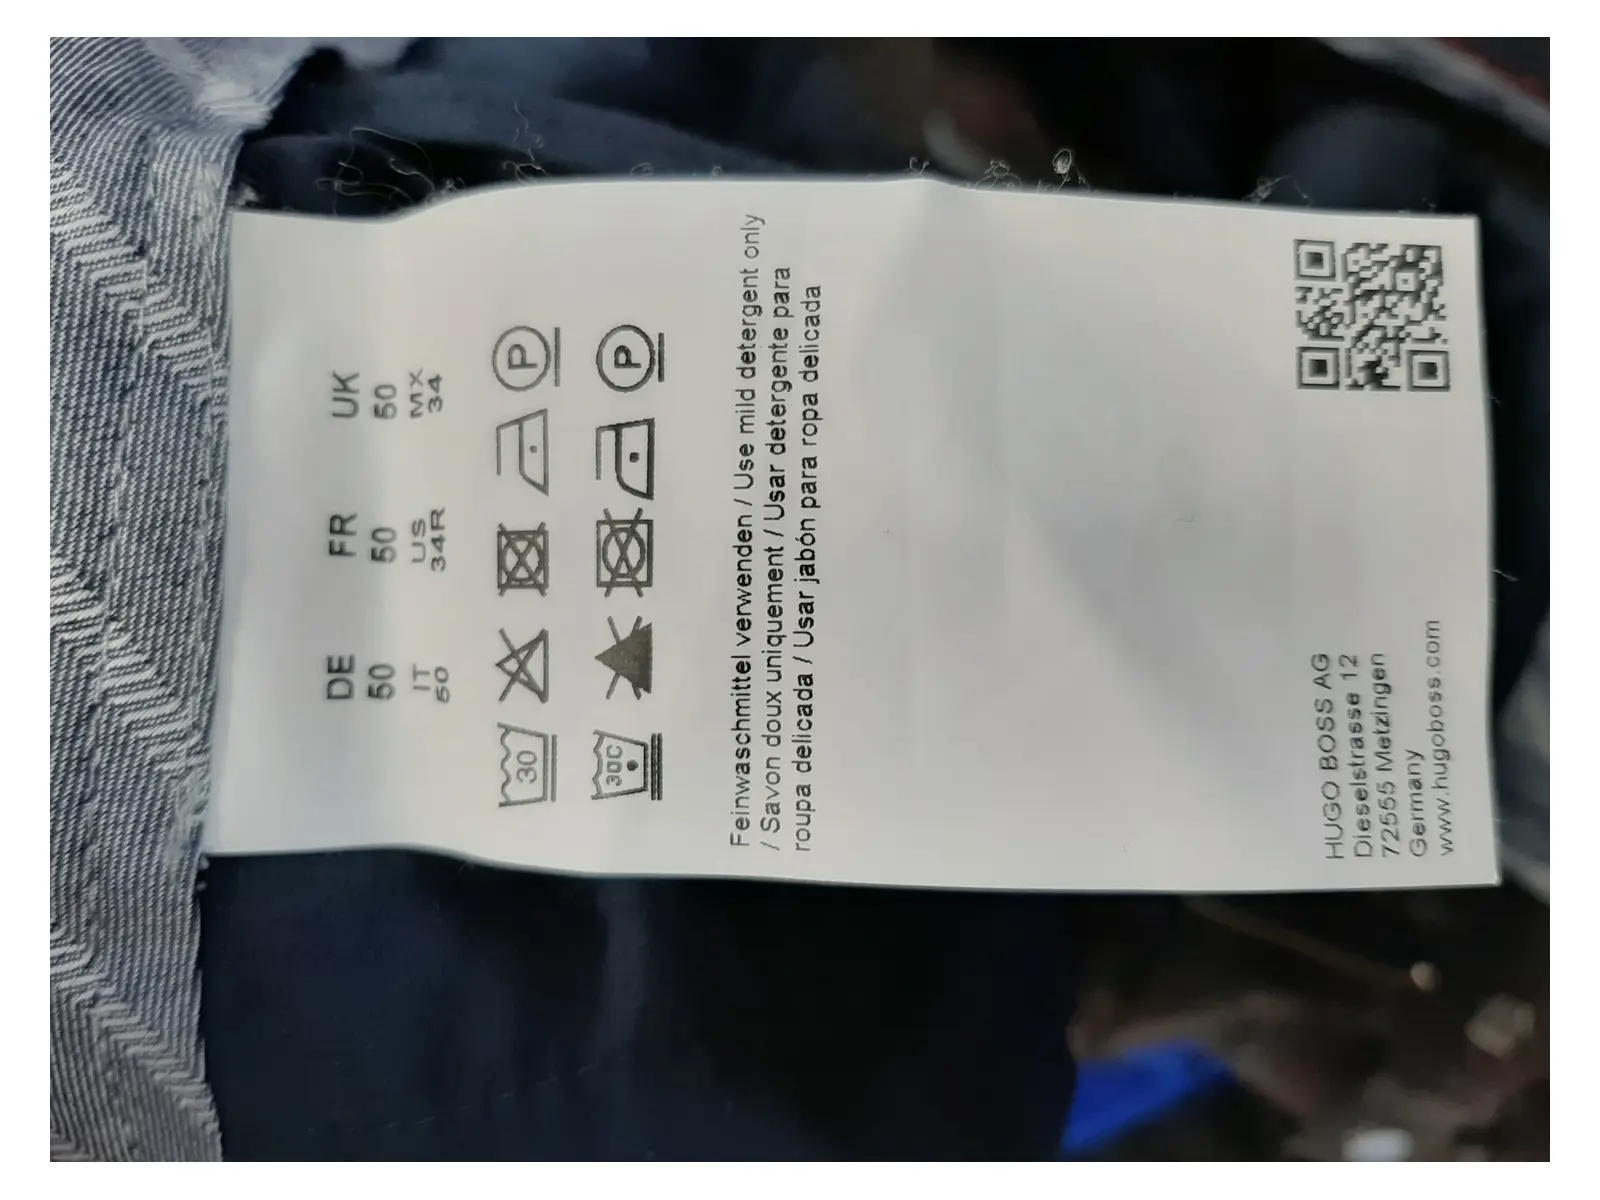 DE FR UK
50 50 50
IT US MX
50 34R 34
30 P
30C P
Feinwaschmittel verwenden / Use mild detergent only
/ Savon doux uniquement / Usar detergente para
roupa delicada / Usar jabón para ropa delicada
HUGO BOSS AG
Dieselstrasse 12
72555 Metzingen
Germany
www.hugoboss.com